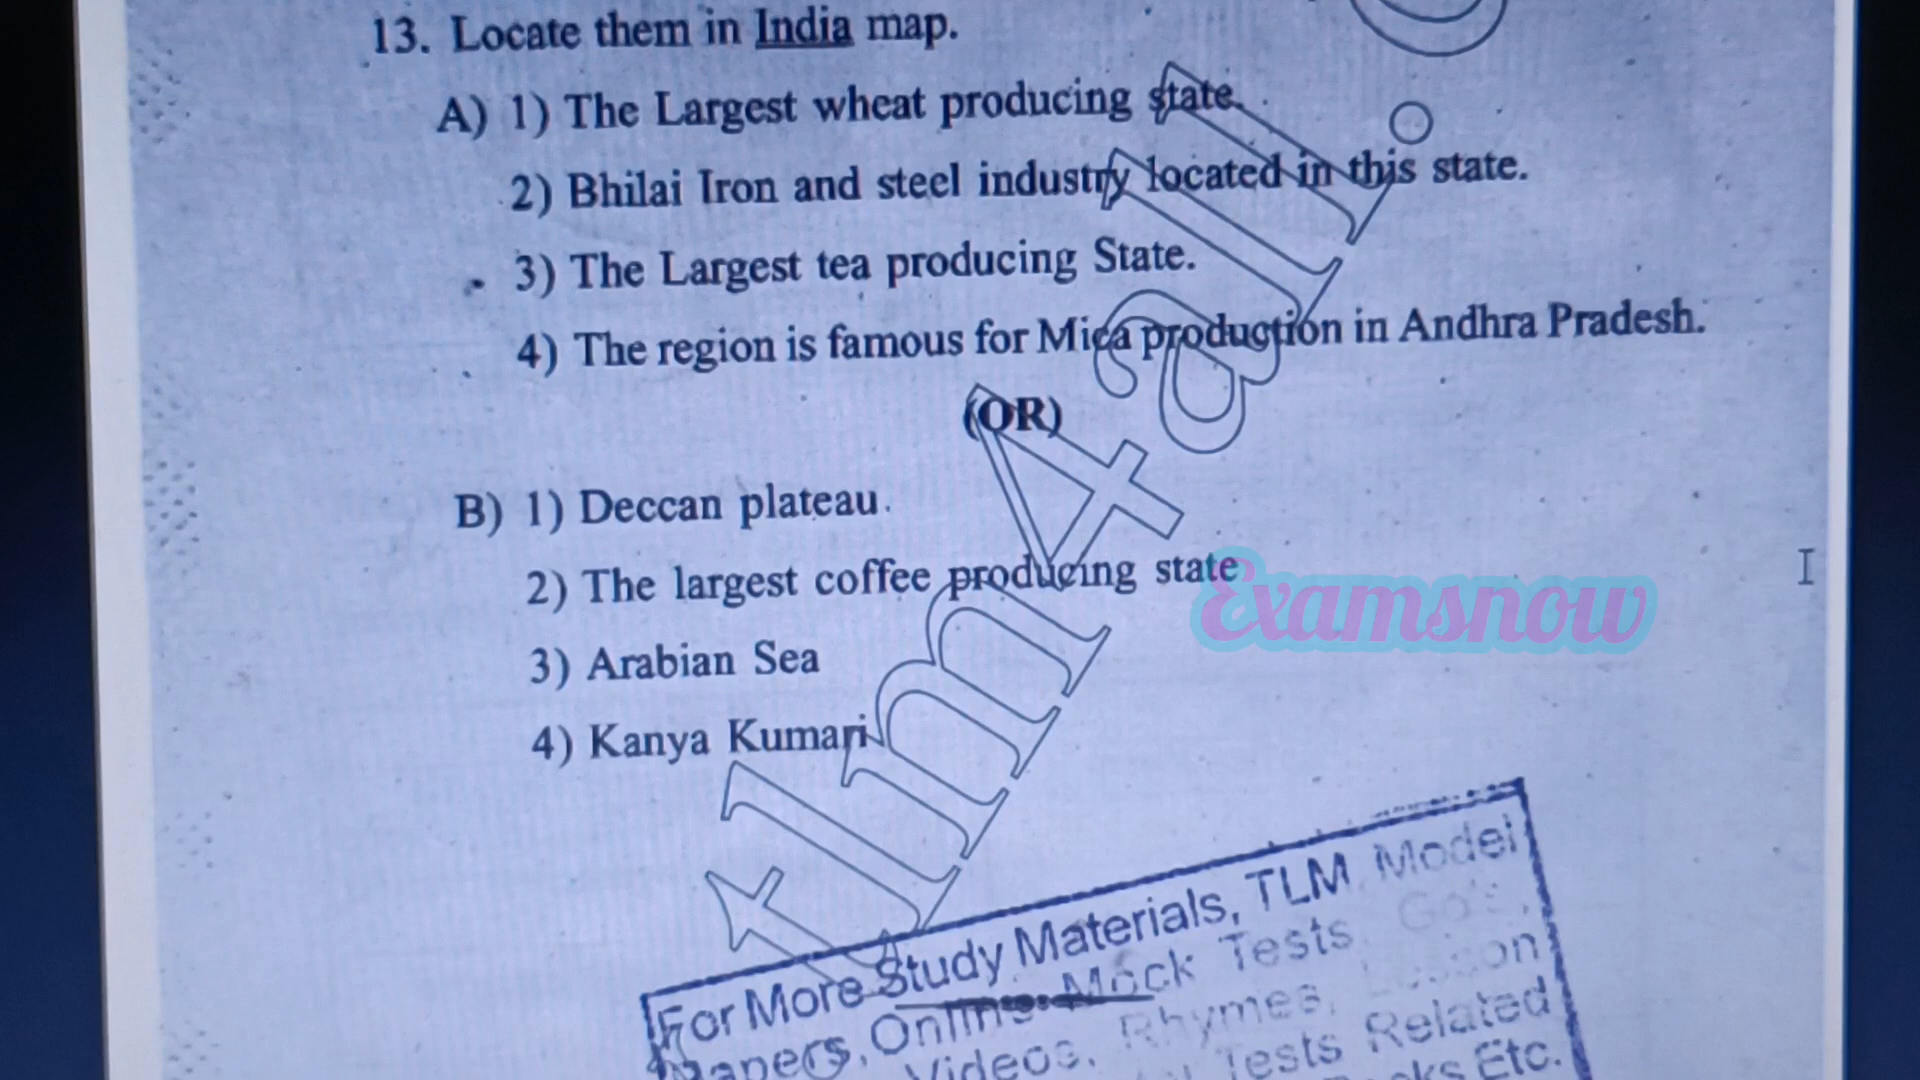 13. Locate them in India map.
A) 1) The Largest wheat producing state.
2) Bhilai Iron and steel industry located in this state.
3) The Largest tea producing State.
4) The region is famous for Mica production in Andhra Pradesh.
(OR)
B) 1) Deccan plateau.
2) The largest coffee producing state
Examsnow
3) Arabian Sea
4) Kanya Kumari
tlm4all
For More Study Materials, TLM Model
Papers, Online Mock Tests
Videos, Rhymes, Lesson
Tests Related
Etc.